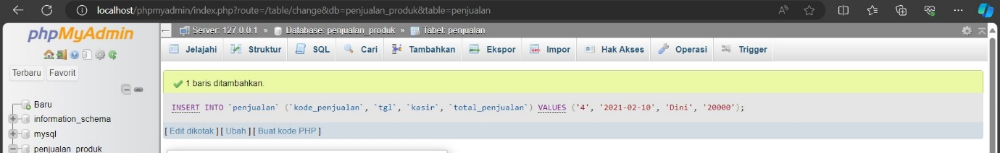 localhost/phpmyadmin/index.php?route=/table/change&db=penjualan_produk&table=penjualan
phpMyAdmin
Server: 127.0.0.1 » Database: penjualan_produk » Tabel: penjualan
Jelajahi Struktur SQL Cari Tambahkan Ekspor Impor Hak Akses Operasi Trigger
Terbaru Favorit
1 baris ditambahkan.
INSERT INTO `penjualan` (`kode_penjualan`, `tgl`, `kasir`, `total_penjualan`) VALUES ('4', '2021-02-10', 'Dini', '20000');
[ Edit dikotak ] [ Ubah ] [ Buat kode PHP ]
Baru
information_schema
mysql
penjualan_produk